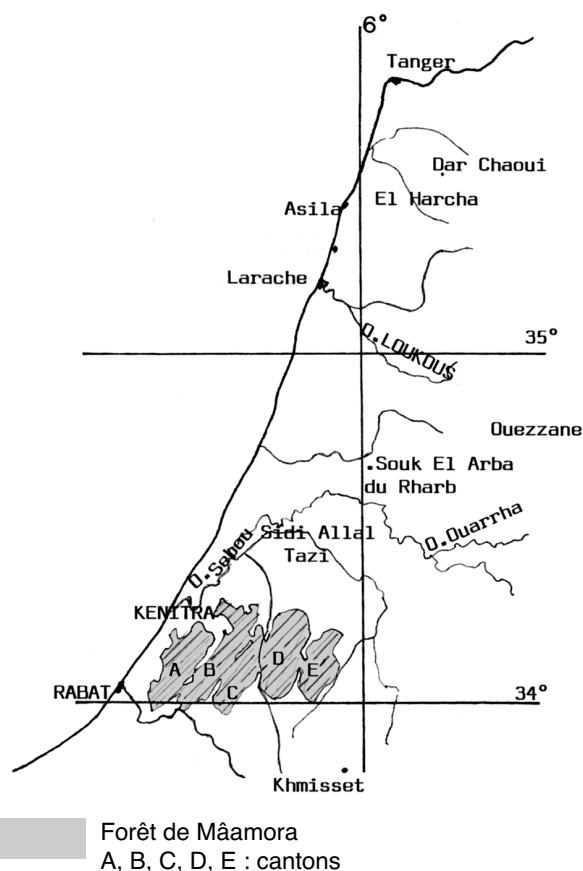 6°
Tanger
Dar Chaoui
El Harcha
Asila
Larache
O.LOUKOUS
35°
Ouezzane
.Souk El Arba
du Rharb
O.Ouarrha
Sidi Allal
Tazi
O.Sebou
KENITRA
A
B
C
D
E
RABAT
34°
Khmisset
Forêt de Mâamora
A, B, C, D, E : cantons